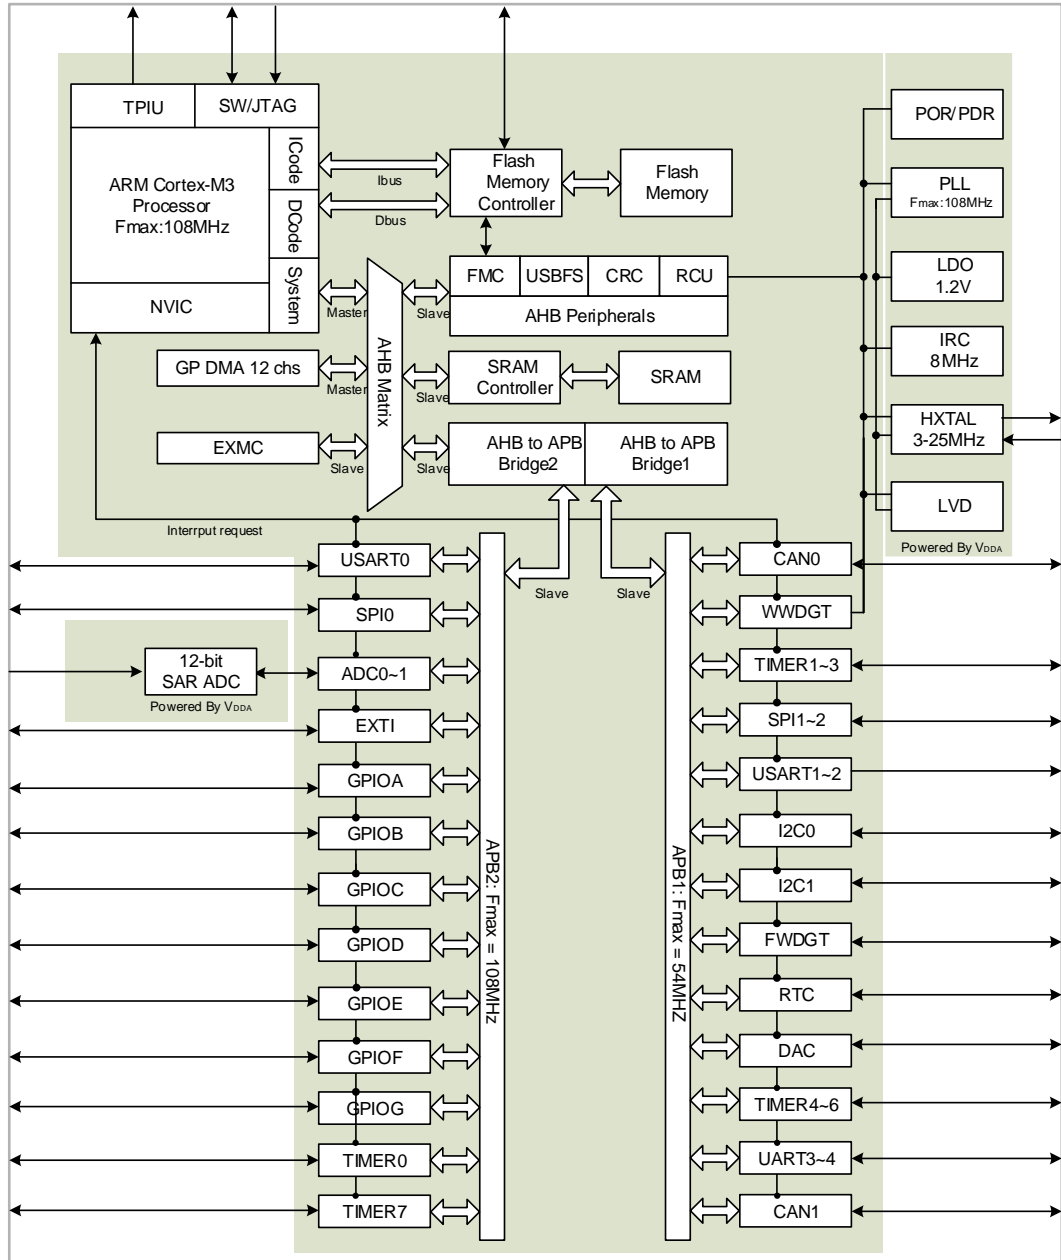 TPIU
SW/JTAG
POR/PDR
ICode
Flash
Memory
Controller
Flash
Memory
ARM Cortex-M3
Processor
Fmax:108MHz
Ibus
PLL
Fmax:108MHz
DCode
Dbus
LDO
1.2V
FMC
USBFS
CRC
RCU
System
NVIC
Master
Slave
AHB Peripherals
IRC
8MHz
AHB Matrix
GP DMA 12 chs
Master
Slave
SRAM
Controller
SRAM
HXTAL
3-25MHz
EXMC
Slave
Slave
AHB to APB
Bridge2
AHB to APB
Bridge1
LVD
Interrput request
Powered By VDDA
USART0
CAN0
Slave
Slave
SPI0
WWDGT
12-bit
SAR ADC
Powered By VDDA
ADC0~1
TIMER1~3
EXTI
SPI1~2
GPIOA
USART1~2
GPIOB
I2C0
APB2: Fmax = 108MHz
APB1: Fmax = 54MHZ
GPIOC
I2C1
GPIOD
FWDGT
GPIOE
RTC
GPIOF
DAC
GPIOG
TIMER4~6
TIMER0
UART3~4
TIMER7
CAN1